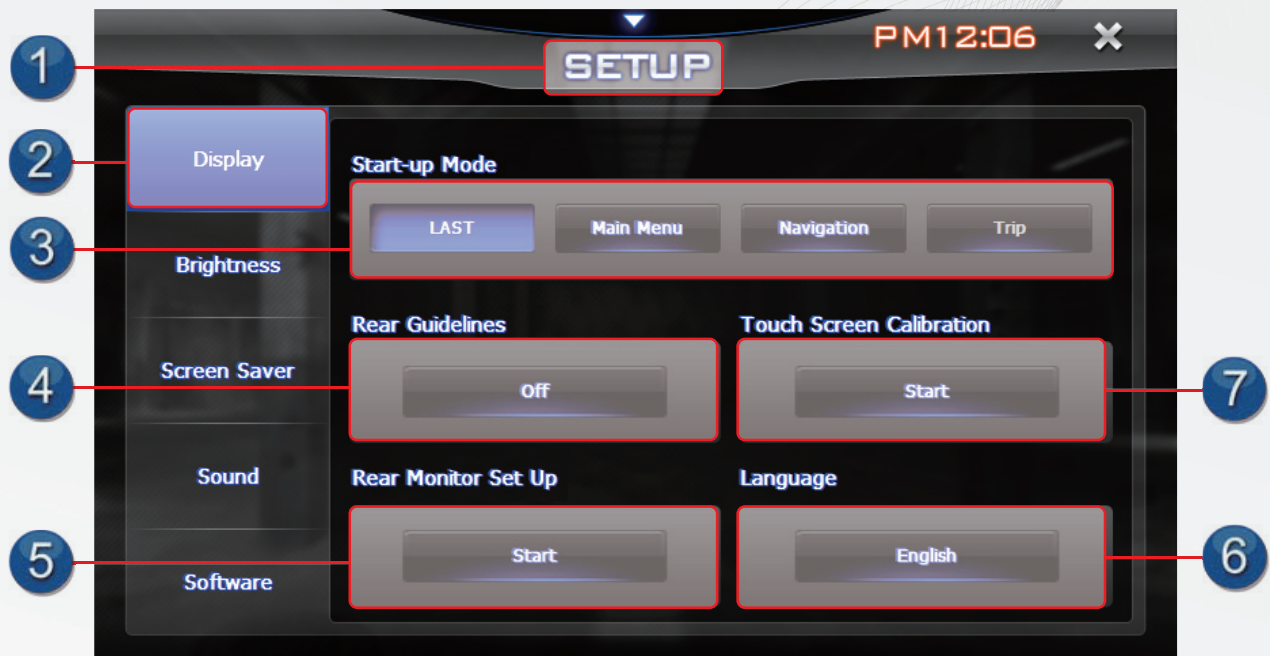 PM12:06
1
SETUP
2
Display
Start-up Mode
3
LAST
Main Menu
Navigation
Trip
Brightness
Rear Guidelines
Touch Screen Calibration
Screen Saver
4
Off
Start
7
Sound
Rear Monitor Set Up
Language
5
Start
English
6
Software